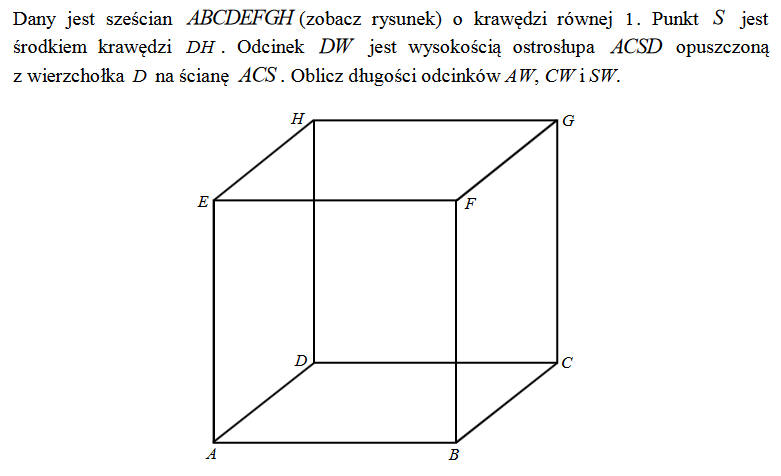 Dany jest sześcian ABCDEFGH (zobacz rysunek) o krawędzi równej 1. Punkt S jest
środkiem krawędzi DH. Odcinek DW jest wysokością ostrosłupa ACSD opuszczoną
z wierzchołka D na ścianę ACS. Oblicz długości odcinków AW, CW i SW.
H
G
E
F
D
C
A
B